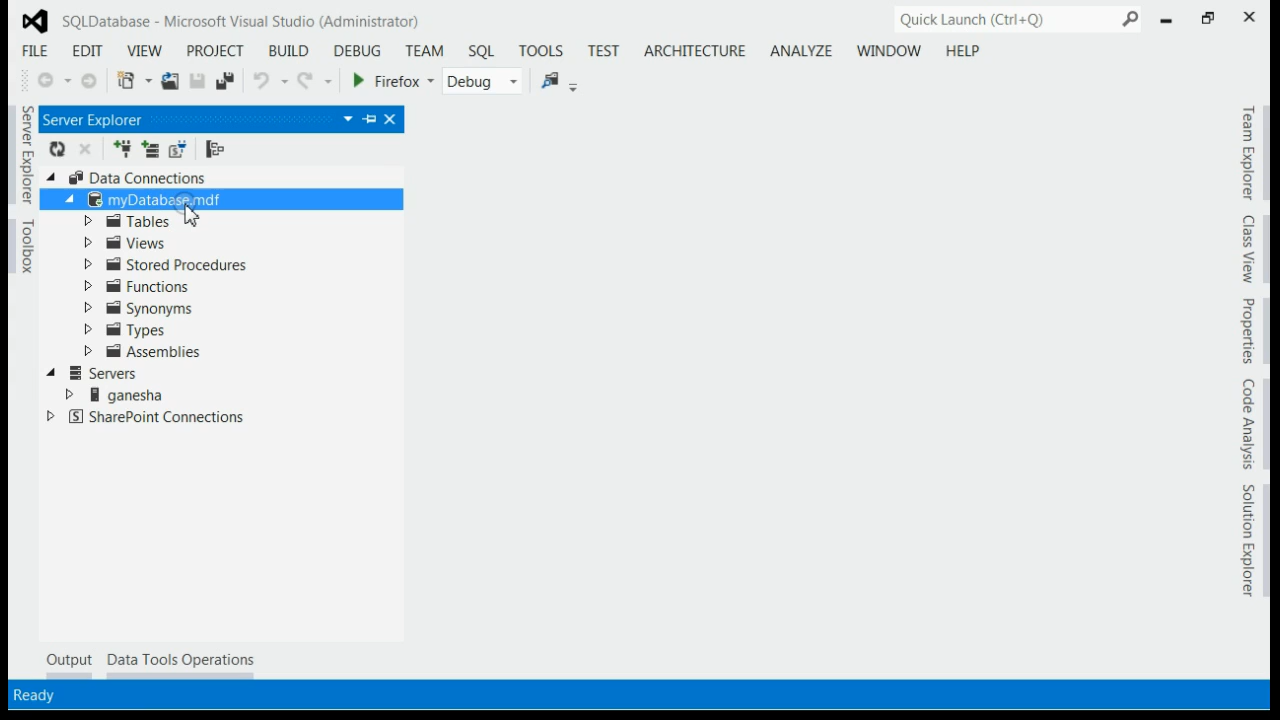 SQLDatabase - Microsoft Visual Studio (Administrator)
Quick Launch (Ctrl+Q)
FILE EDIT VIEW PROJECT BUILD DEBUG TEAM SQL TOOLS TEST ARCHITECTURE ANALYZE WINDOW HELP
Firefox Debug
Server Explorer
Toolbox
Server Explorer
Data Connections
myDatabase.mdf
Tables
Views
Stored Procedures
Functions
Synonyms
Types
Assemblies
Servers
ganesha
SharePoint Connections
Team Explorer
Class View
Properties
Code Analysis
Solution Explorer
Output Data Tools Operations
Ready